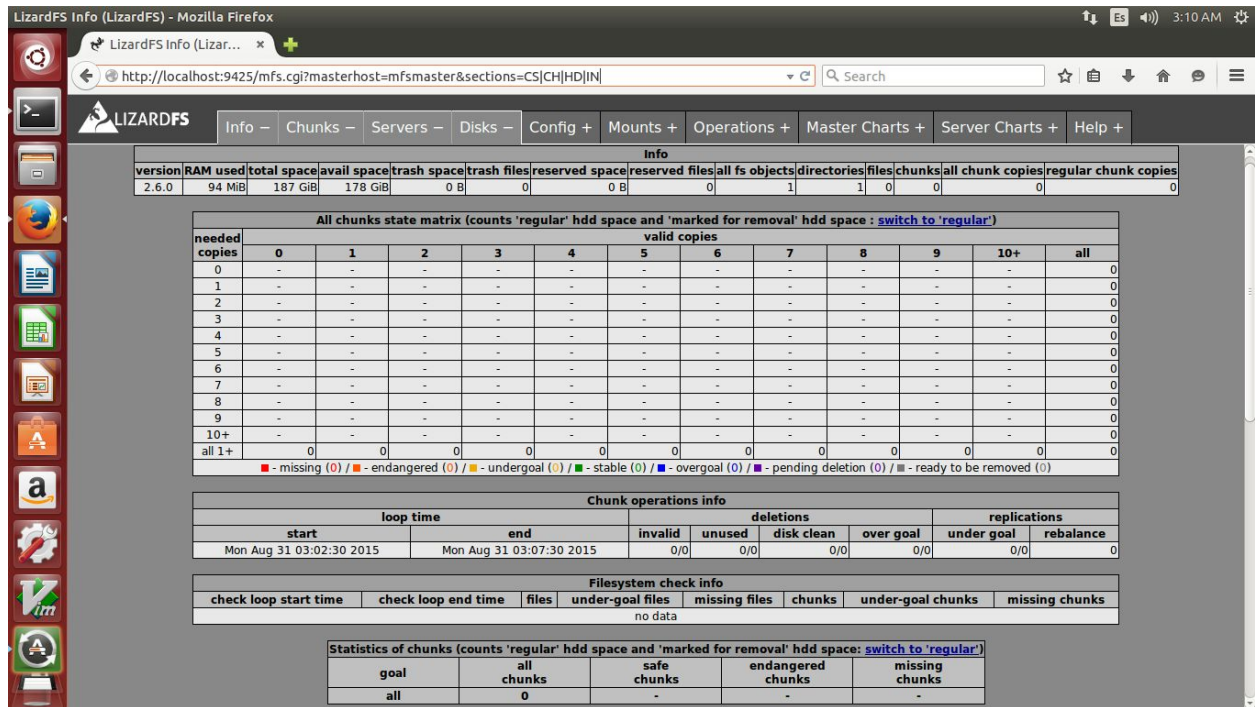 LizardFS Info (LizardFS) - Mozilla Firefox
Es 3:10 AM
LizardFS Info (Lizar... ×
http://localhost:9425/mfs.cgi?masterhost=mfsmaster&sections=CS|CH|HD|IN
Search
LIZARDFS
Info − Chunks − Servers − Disks − Config + Mounts + Operations + Master Charts + Server Charts + Help +
Info
version RAM used total space avail space trash space trash files reserved space reserved files all fs objects directories files chunks all chunk copies regular chunk copies
2.6.0 94 MiB 187 GiB 178 GiB 0 B 0 0 B 0 1 1 0 0 0 0
All chunks state matrix (counts 'regular' hdd space and 'marked for removal' hdd space : switch to 'regular')
needed copies valid copies
0 1 2 3 4 5 6 7 8 9 10+ all
0 - - - - - - - - - - - 0
1 - - - - - - - - - - - 0
2 - - - - - - - - - - - 0
3 - - - - - - - - - - - 0
4 - - - - - - - - - - - 0
5 - - - - - - - - - - - 0
6 - - - - - - - - - - - 0
7 - - - - - - - - - - - 0
8 - - - - - - - - - - - 0
9 - - - - - - - - - - - 0
10+ - - - - - - - - - - - 0
all 1+ 0 0 0 0 0 0 0 0 0 0 0 0
- missing (0) / - endangered (0) / - undergoal (0) / - stable (0) / - overgoal (0) / - pending deletion (0) / - ready to be removed (0)
Chunk operations info
loop time deletions replications
start end invalid unused disk clean over goal under goal rebalance
Mon Aug 31 03:02:30 2015 Mon Aug 31 03:07:30 2015 0/0 0/0 0/0 0/0 0/0 0
Filesystem check info
check loop start time check loop end time files under-goal files missing files chunks under-goal chunks missing chunks
no data
Statistics of chunks (counts 'regular' hdd space and 'marked for removal' hdd space: switch to 'regular')
goal all chunks safe chunks endangered chunks missing chunks
all 0 - - -
a
Vim